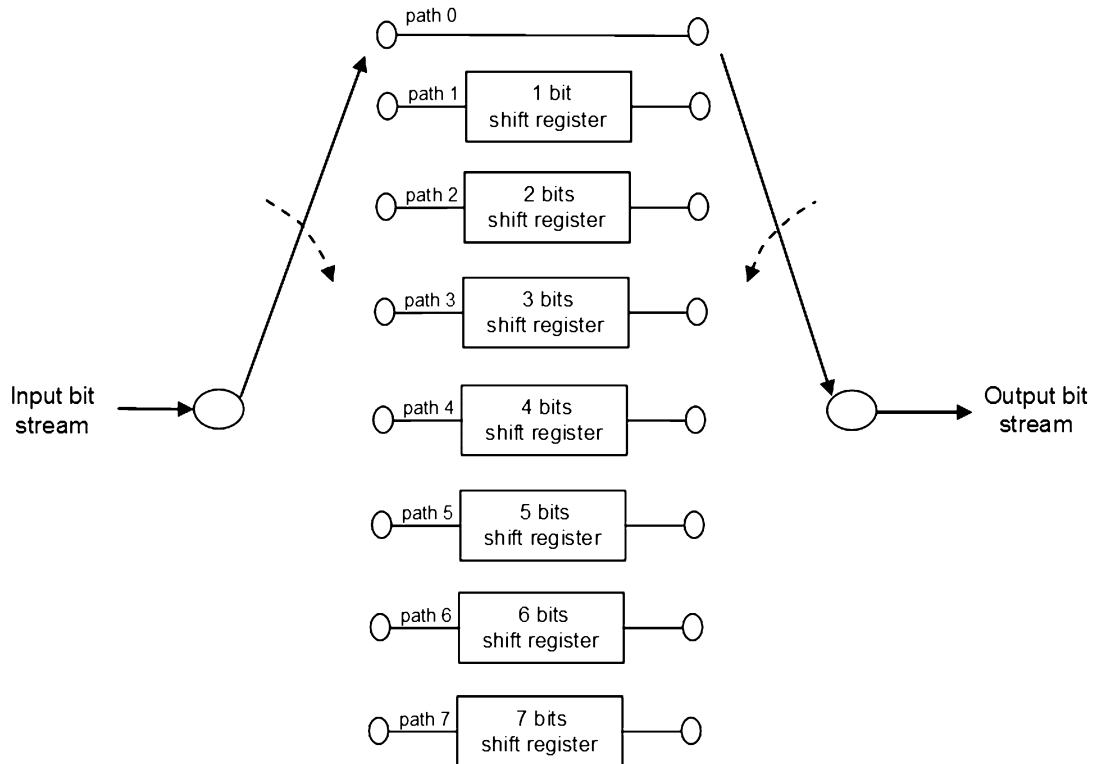 path 0
path 1
1 bit
shift register
path 2
2 bits
shift register
path 3
3 bits
shift register
Input bit
stream
path 4
4 bits
shift register
Output bit
stream
path 5
5 bits
shift register
path 6
6 bits
shift register
path 7
7 bits
shift register